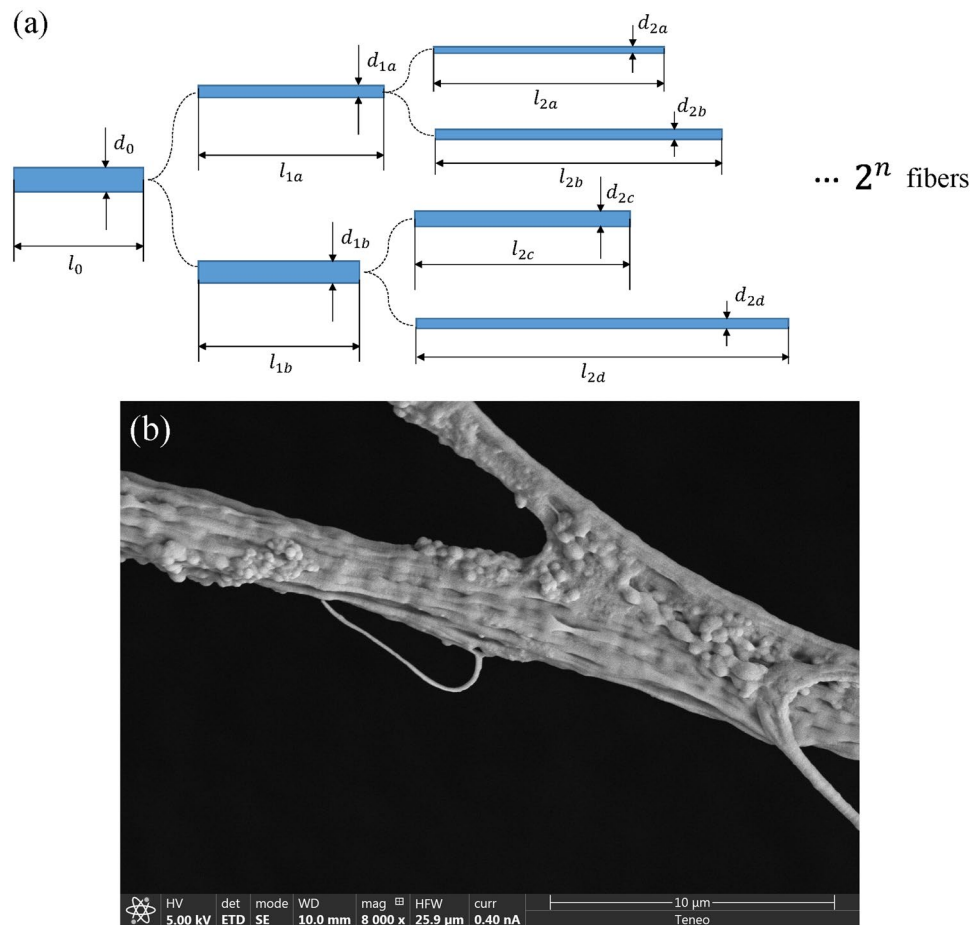 (a)
d₂ₐ
d₁ₐ
l₂ₐ
d₂b
d₀
l₁ₐ
l₂b
... 2ⁿ fibers
d₂c
d₁b
l₀
l₂c
d₂d
l₁b
l₂d
(b)
HV det mode WD mag ⊞ HFW curr 10 µm
5.00 kV ETD SE 10.0 mm 8 000 x 25.9 µm 0.40 nA Teneo